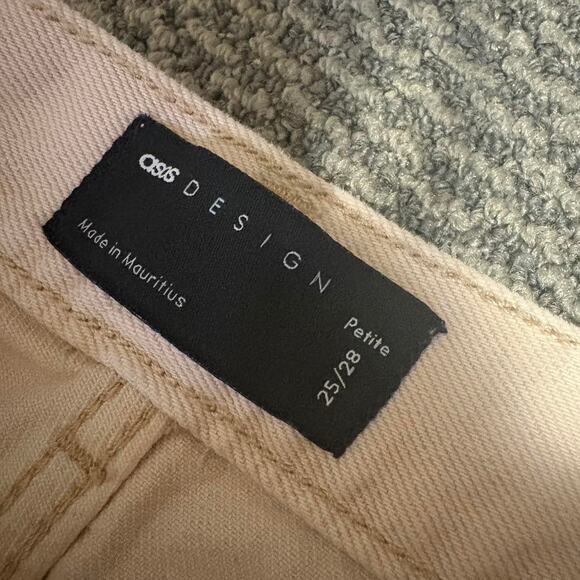 asos DESIGN
Made in Mauritius
Petite
25/28